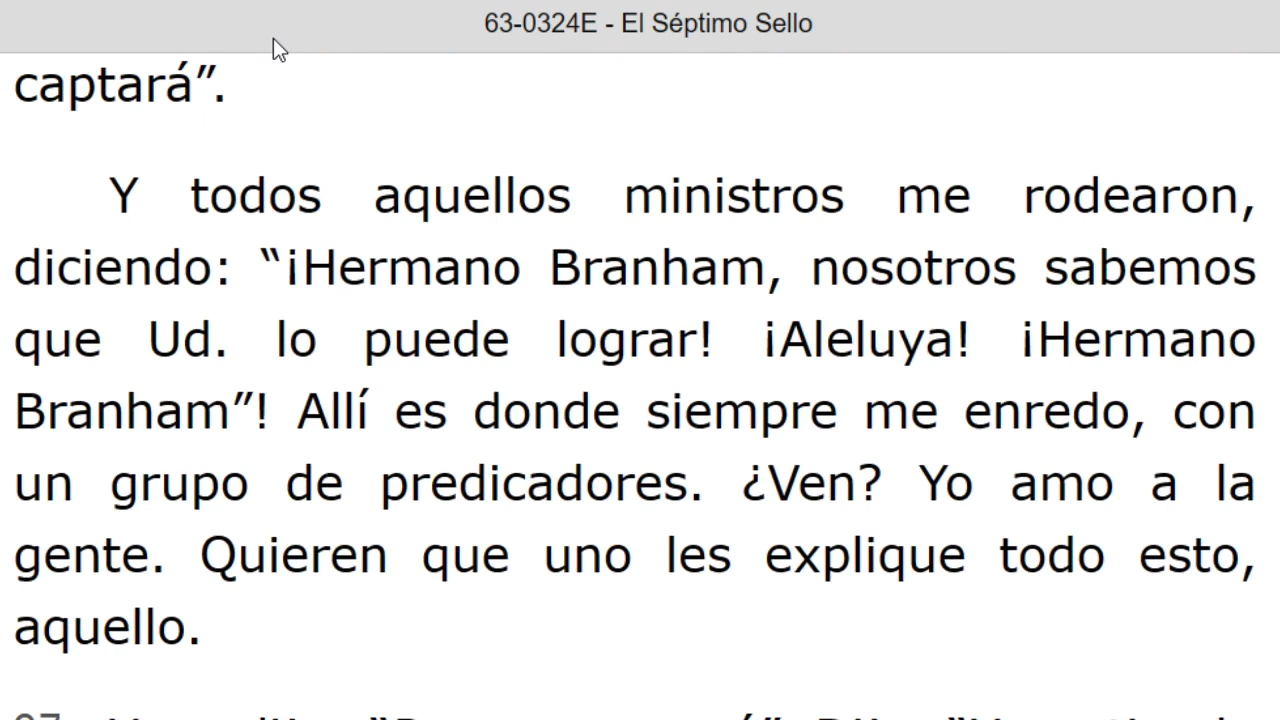 63-0324E - El Séptimo Sello
captará”.
Y todos aquellos ministros me rodearon,
diciendo: “¡Hermano Branham, nosotros sabemos
que Ud. lo puede lograr! ¡Aleluya! ¡Hermano
Branham”! Allí es donde siempre me enredo, con
un grupo de predicadores. ¿Ven? Yo amo a la
gente. Quieren que uno les explique todo esto,
aquello.